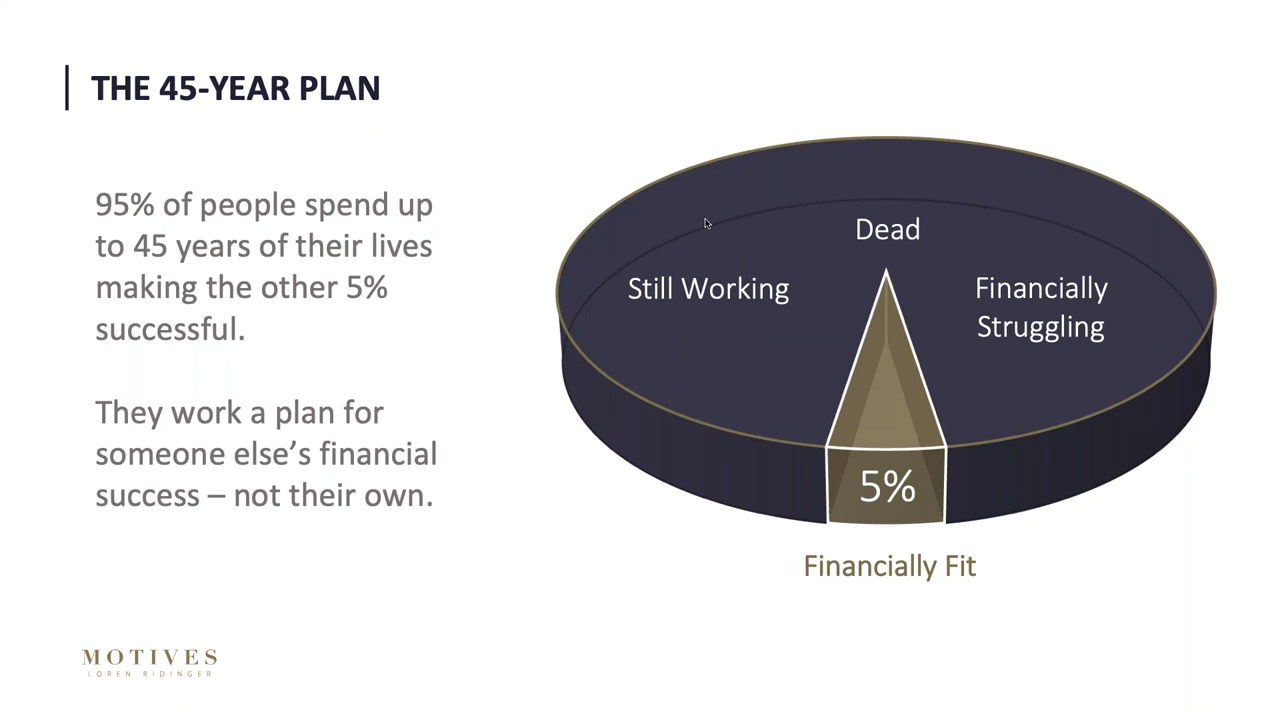 THE 45-YEAR PLAN
95% of people spend up
to 45 years of their lives
making the other 5%
successful.
They work a plan for
someone else’s financial
success – not their own.
Dead
Still Working
Financially
Struggling
5%
Financially Fit
MOTIVES
LOREN RIDINGER